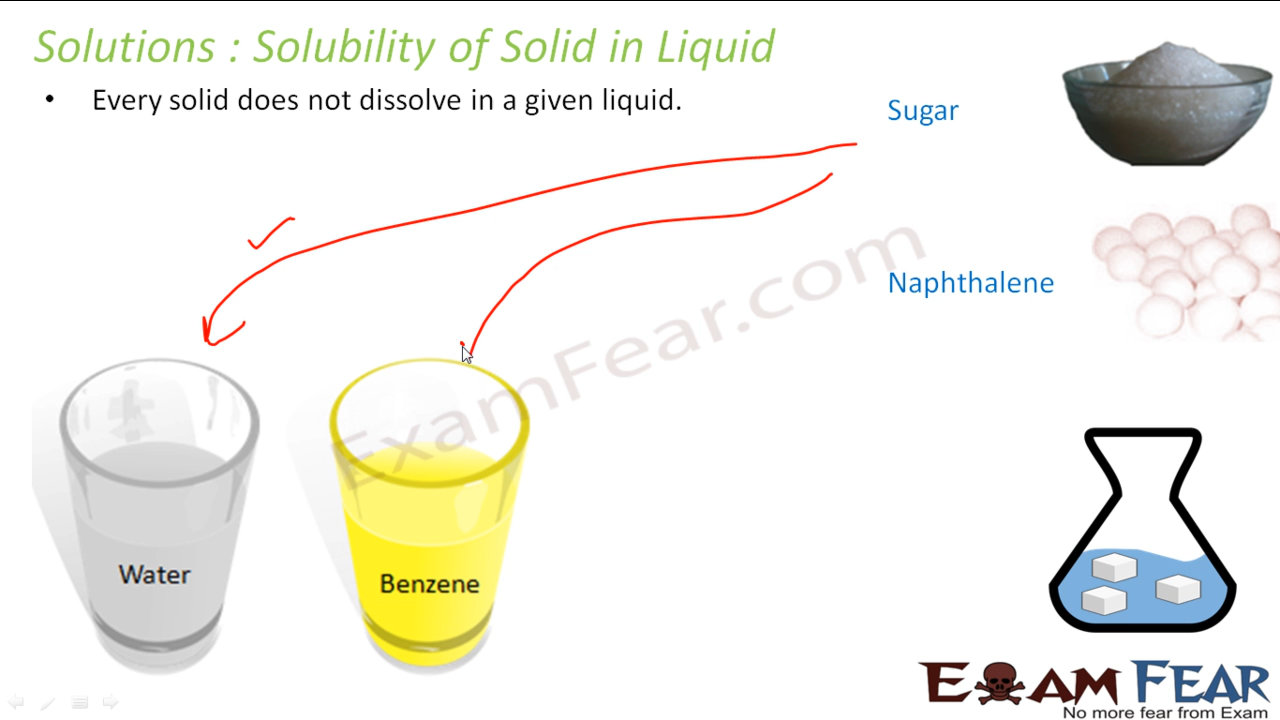 Solutions : Solubility of Solid in Liquid
• Every solid does not dissolve in a given liquid.
Sugar
Naphthalene
ExamFear.com
Water
Benzene
EXAM FEAR
No more fear from Exam